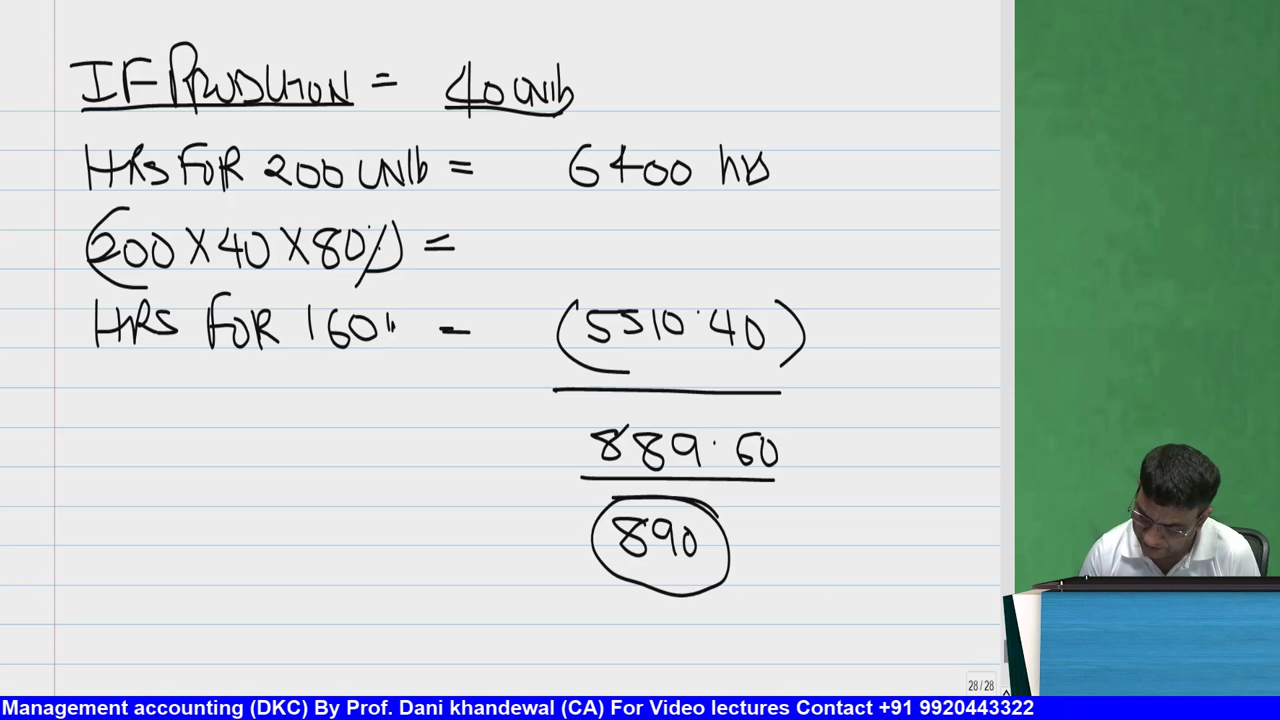 IF PRODUCTION = 40 Units
HRS FOR 200 UNITS = 6400 hrs
(200 X 40 X 80%) =
HRS FOR 160 " - (5510.40)
889.60
890
28 / 28
Management accounting (DKC) By Prof. Dani khandewal (CA) For Video lectures Contact +91 9920443322